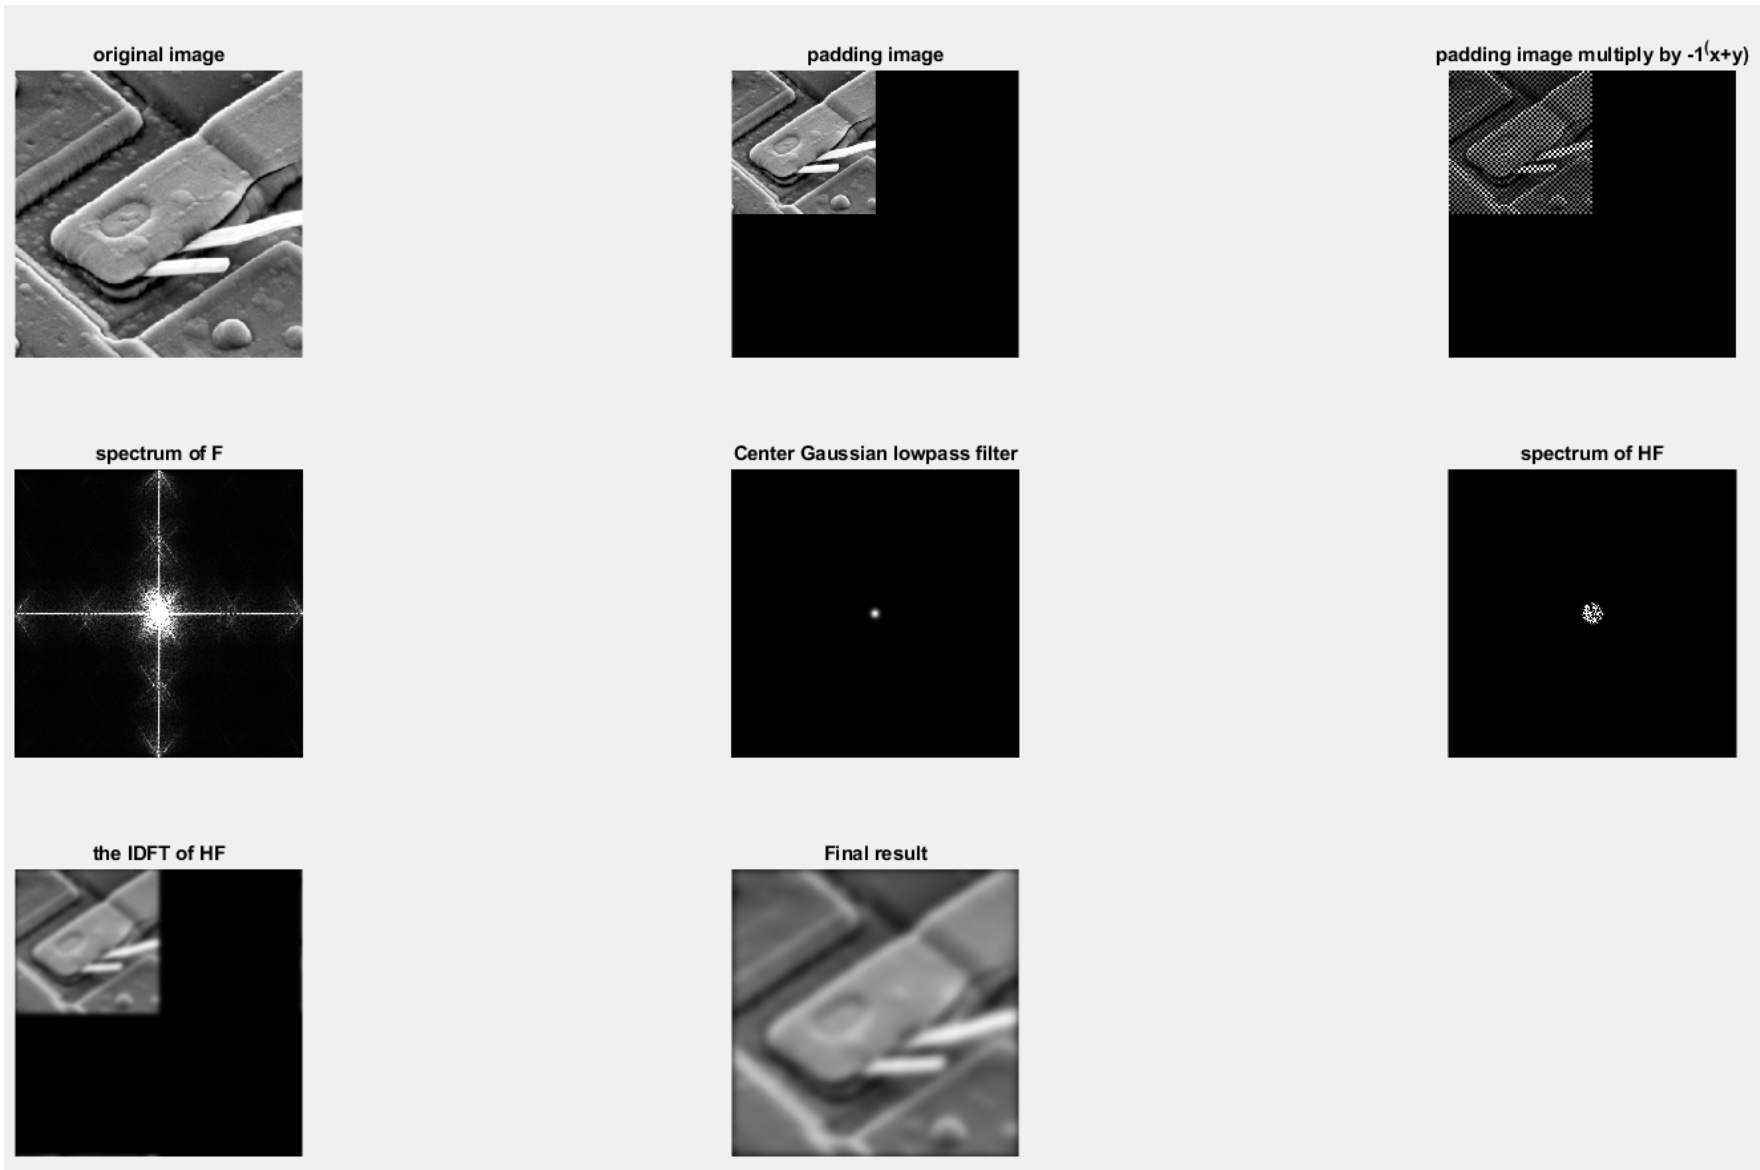 original image
padding image
padding image multiply by -1⁽x+y)
spectrum of F
Center Gaussian lowpass filter
spectrum of HF
the IDFT of HF
Final result